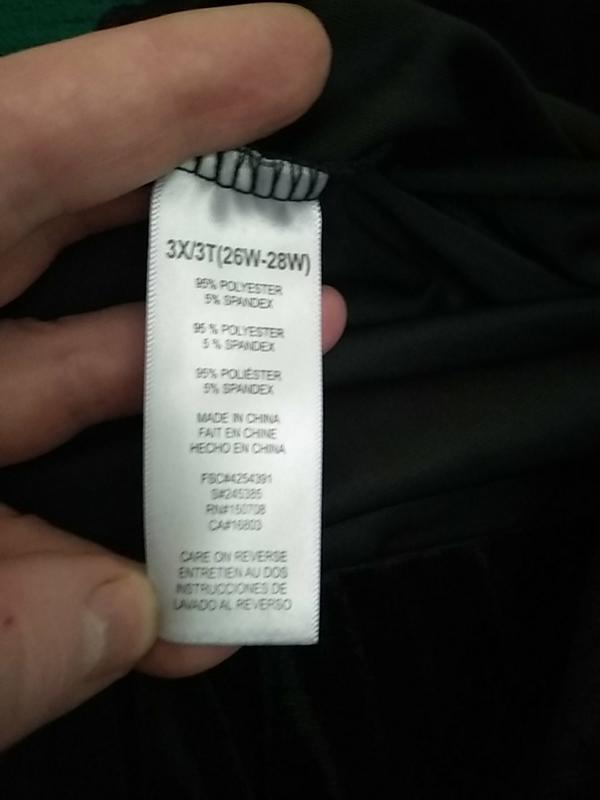 3X/3T(26W-28W)
95% POLYESTER
5% SPANDEX
95 % POLYESTER
5 % SPANDEX
95% POLIÉSTER
5% SPANDEX
MADE IN CHINA
FAIT EN CHINE
HECHO EN CHINA
FSC#4254391
S#245385
RN#150708
CA#16803
CARE ON REVERSE
ENTRETIEN AU DOS
INSTRUCCIONES DE
LAVADO AL REVERSO